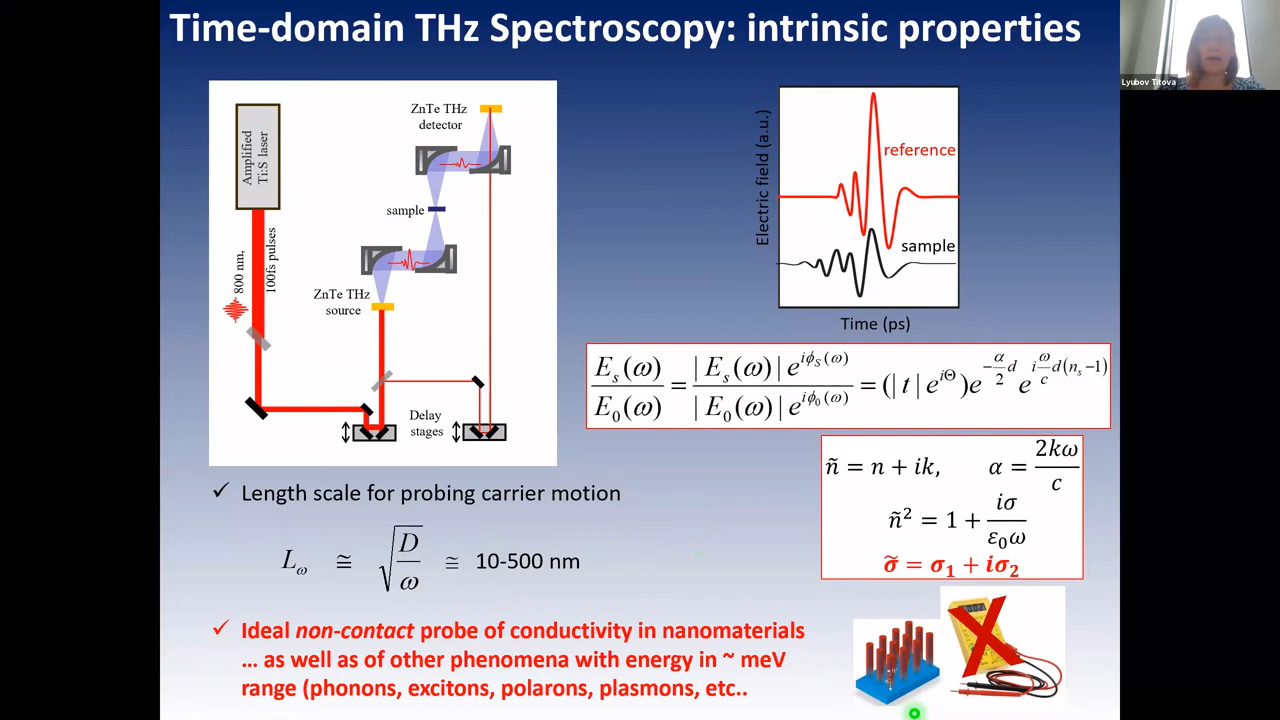 Time-domain THz Spectroscopy: intrinsic properties
Lyubov Titova
Amplified
Ti:S laser
800 nm,
100fs pulses
ZnTe THz
detector
sample
ZnTe THz
source
Delay
stages
Electric field (a.u.)
reference
sample
Time (ps)
E_s(ω)/E_0(ω) = |E_s(ω)|e^{iϕ_S(ω)}/|E_0(ω)|e^{iϕ_0(ω)} = (|t|e^{iΘ})e^{-\frac{α}{2}d}e^{i\frac{ω}{c}d(n_s-1)}
ñ = n + ik, α = 2kω/c
ñ² = 1 + iσ/ε₀ω
σ̃ = σ₁ + iσ₂
✓ Length scale for probing carrier motion
L_ω ≅ √(D/ω) ≅ 10-500 nm
✓ Ideal non-contact probe of conductivity in nanomaterials
... as well as of other phenomena with energy in ~ meV
range (phonons, excitons, polarons, plasmons, etc..